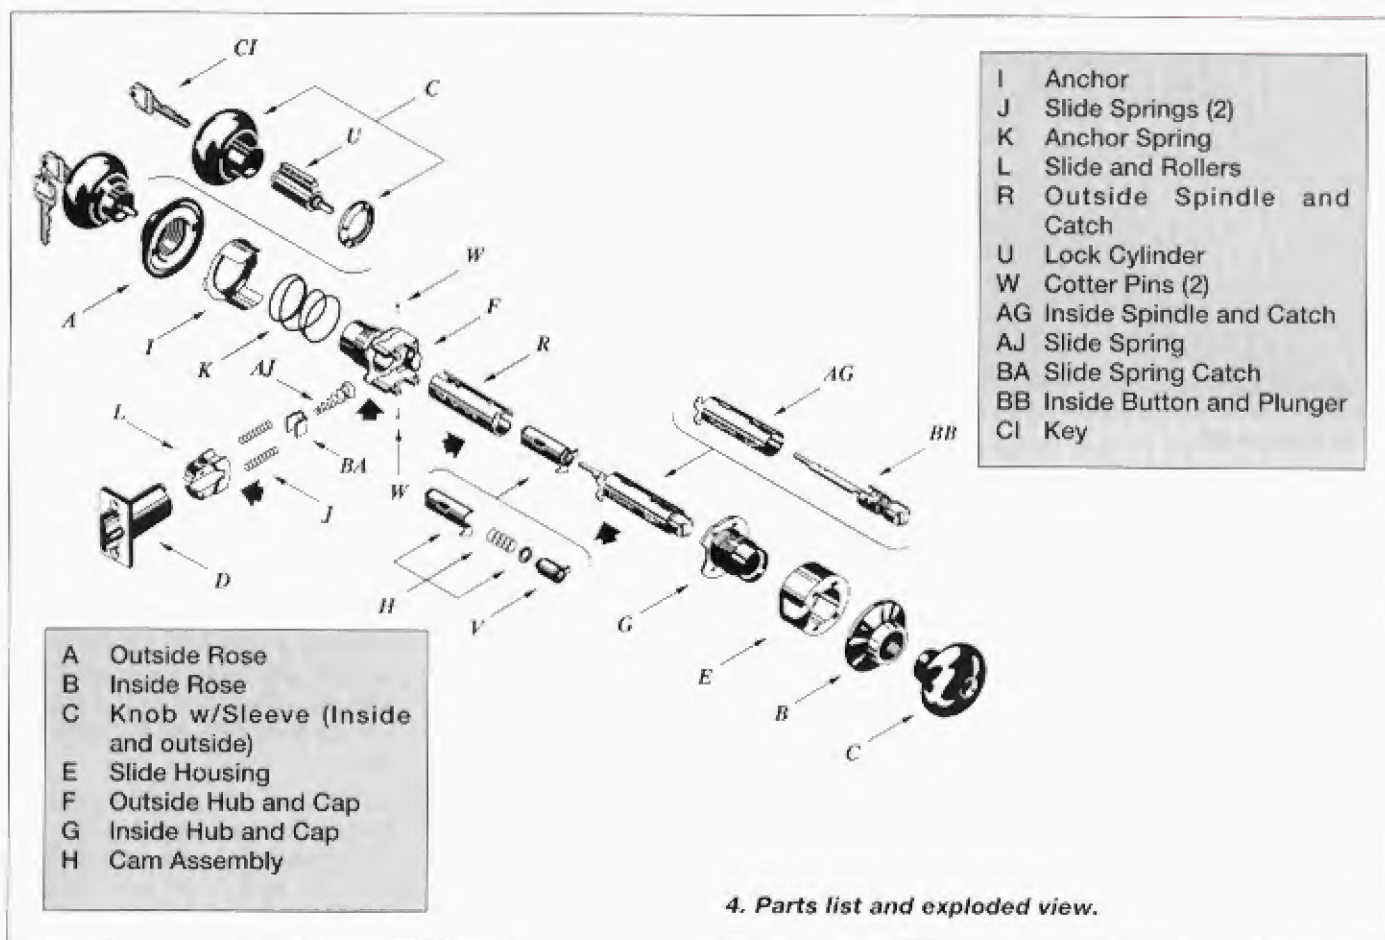 CI
C
U
W
A
F
I
R
K
AJ
AG
L
BB
BA
W
J
D
H
V
G
E
B
C
I Anchor
J Slide Springs (2)
K Anchor Spring
L Slide and Rollers
R Outside Spindle and
Catch
U Lock Cylinder
W Cotter Pins (2)
AG Inside Spindle and Catch
AJ Slide Spring
BA Slide Spring Catch
BB Inside Button and Plunger
CI Key
A Outside Rose
B Inside Rose
C Knob w/Sleeve (Inside
and outside)
E Slide Housing
F Outside Hub and Cap
G Inside Hub and Cap
H Cam Assembly
4. Parts list and exploded view.